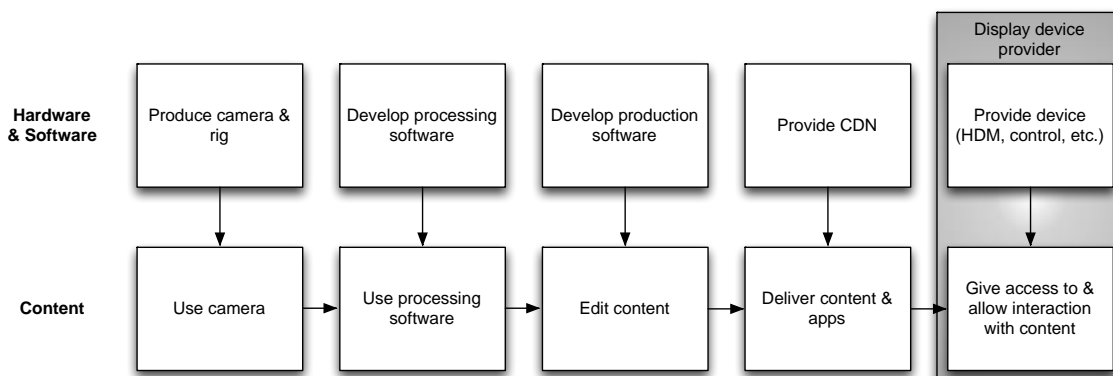 Display device
provider
Hardware
& Software
Produce camera &
rig
Develop processing
software
Develop production
software
Provide CDN
Provide device
(HDM, control, etc.)
Content
Use camera
Use processing
software
Edit content
Deliver content &
apps
Give access to &
allow interaction
with content